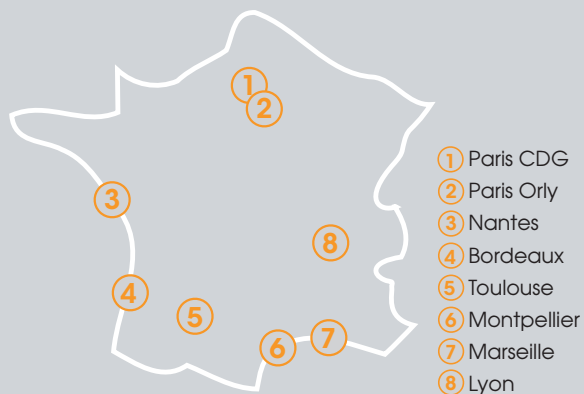 1
2
3
8
4
5
6
7
1 Paris CDG
2 Paris Orly
3 Nantes
4 Bordeaux
5 Toulouse
6 Montpellier
7 Marseille
8 Lyon